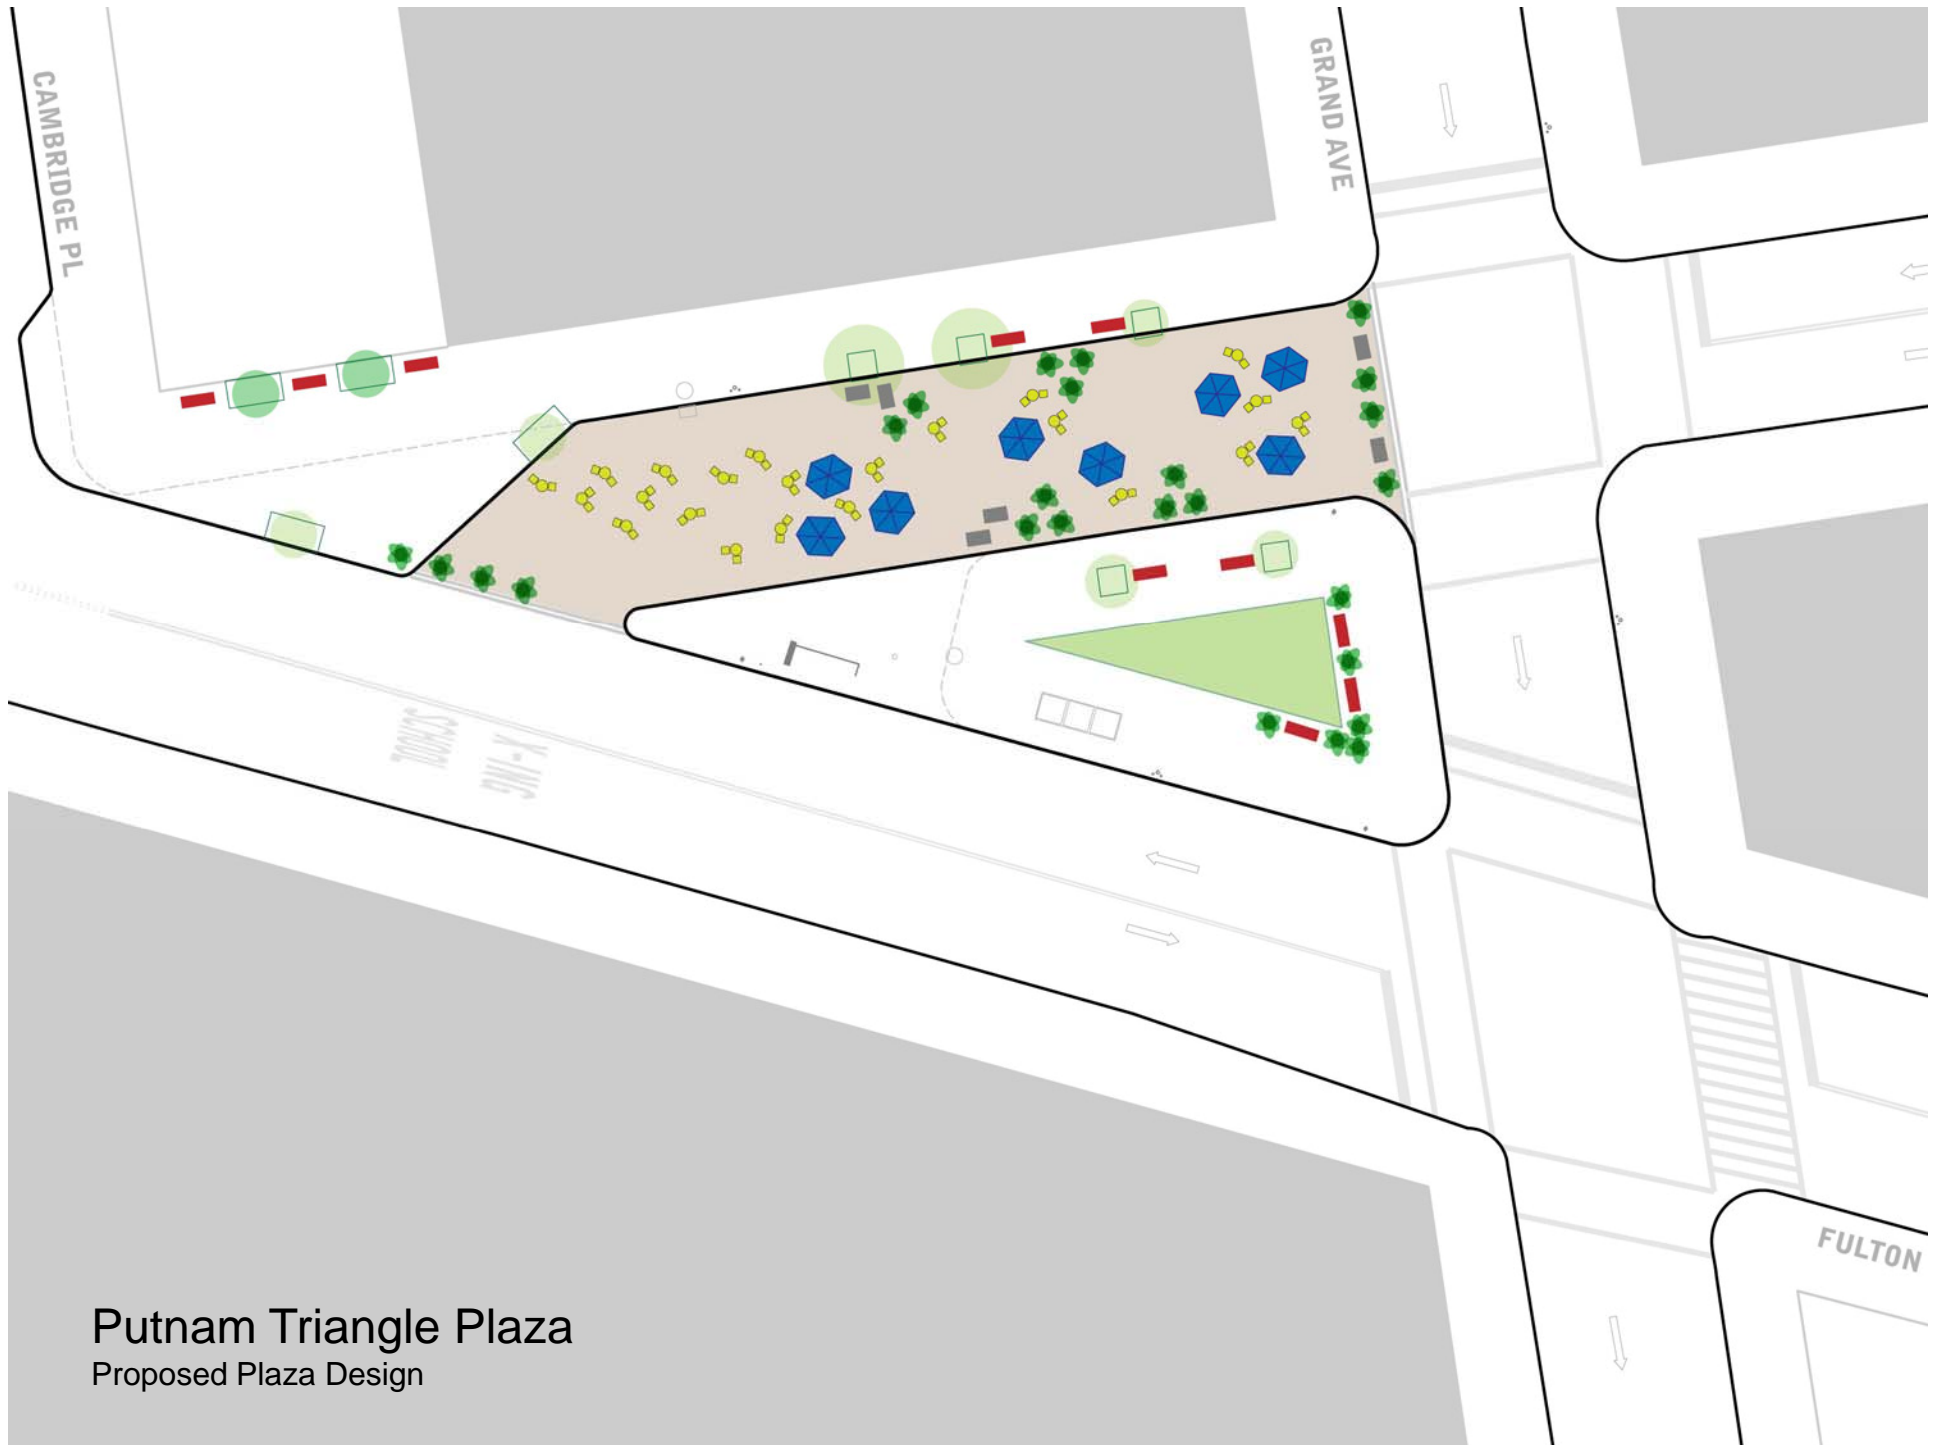 CAMBRIDGE PL
GRAND AVE
SCHOOL
X-ING
FULTON
Putnam Triangle Plaza
Proposed Plaza Design